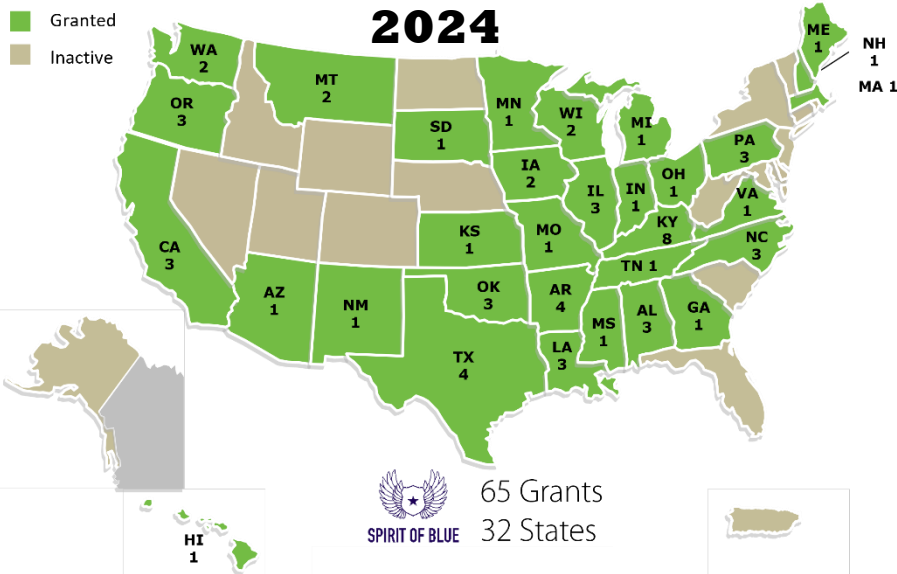 2024
Granted
Inactive
WA
2
OR
3
CA
3
MT
2
SD
1
MN
1
WI
2
MI
1
ME
1
NH
1
MA 1
PA
3
IA
2
IL
3
IN
1
OH
1
VA
1
KS
1
MO
1
KY
8
NC
3
TN 1
AZ
1
NM
1
OK
3
AR
4
MS
1
AL
3
GA
1
TX
4
LA
3
HI
1
SPIRIT OF BLUE
65 Grants
32 States